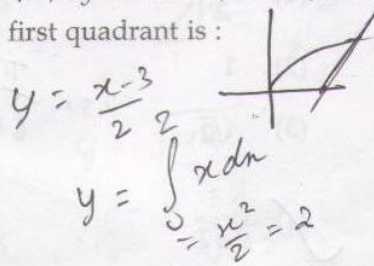 first quadrant is :
y = x-3/2
y = ∫₀² x dx
= x²/2 = 2